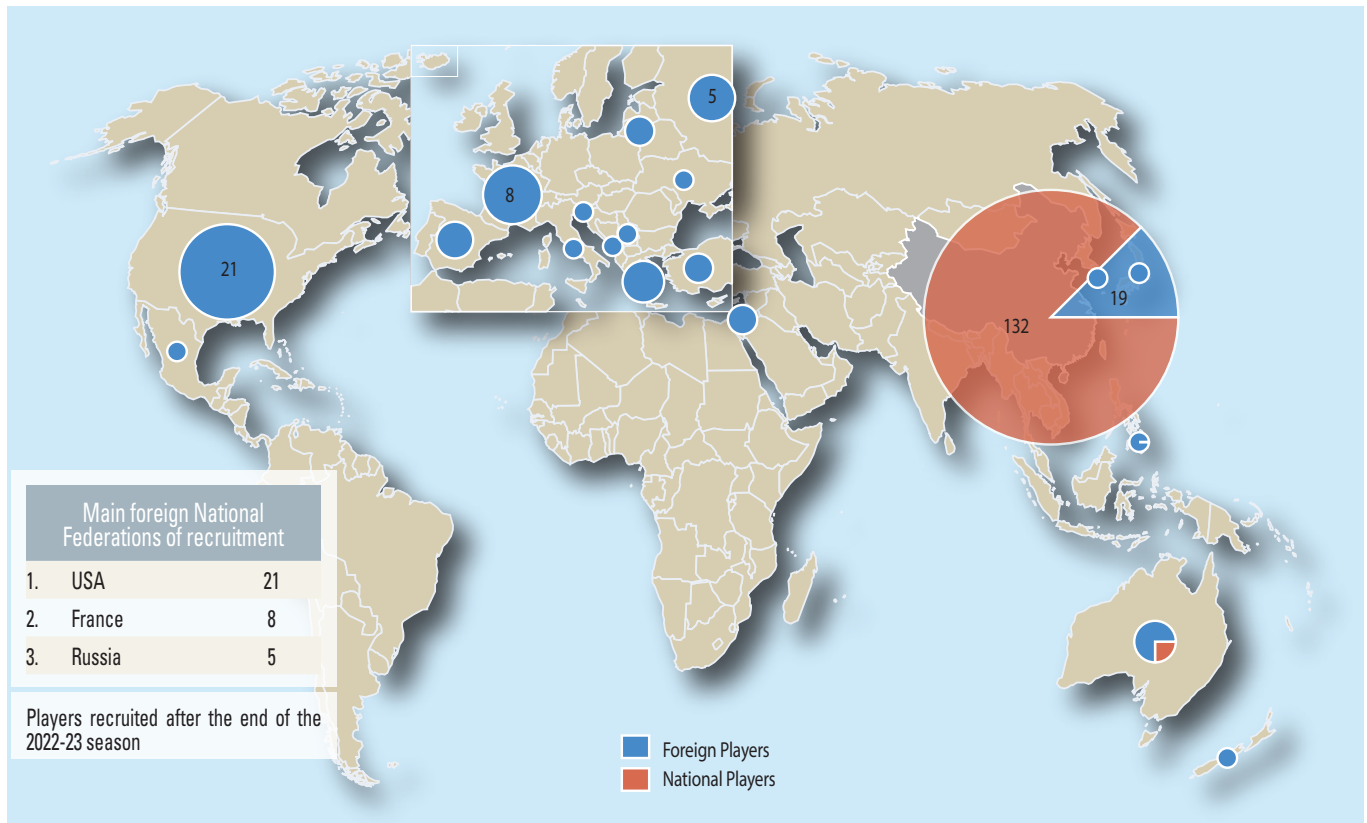 5
8
21
19
132
Main foreign National
Federations of recruitment
1. USA 21
2. France 8
3. Russia 5
Players recruited after the end of the
2022-23 season
Foreign Players
National Players